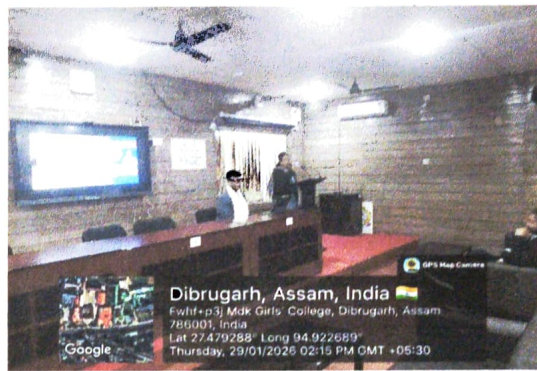 GPS Map Camera
Dibrugarh, Assam, India
Fwhf+p3j Mdk Girls' College, Dibrugarh, Assam
786001, India
Lat 27.479288° Long 94.922689°
Thursday, 29/01/2026 02:15 PM GMT +05:30
Google